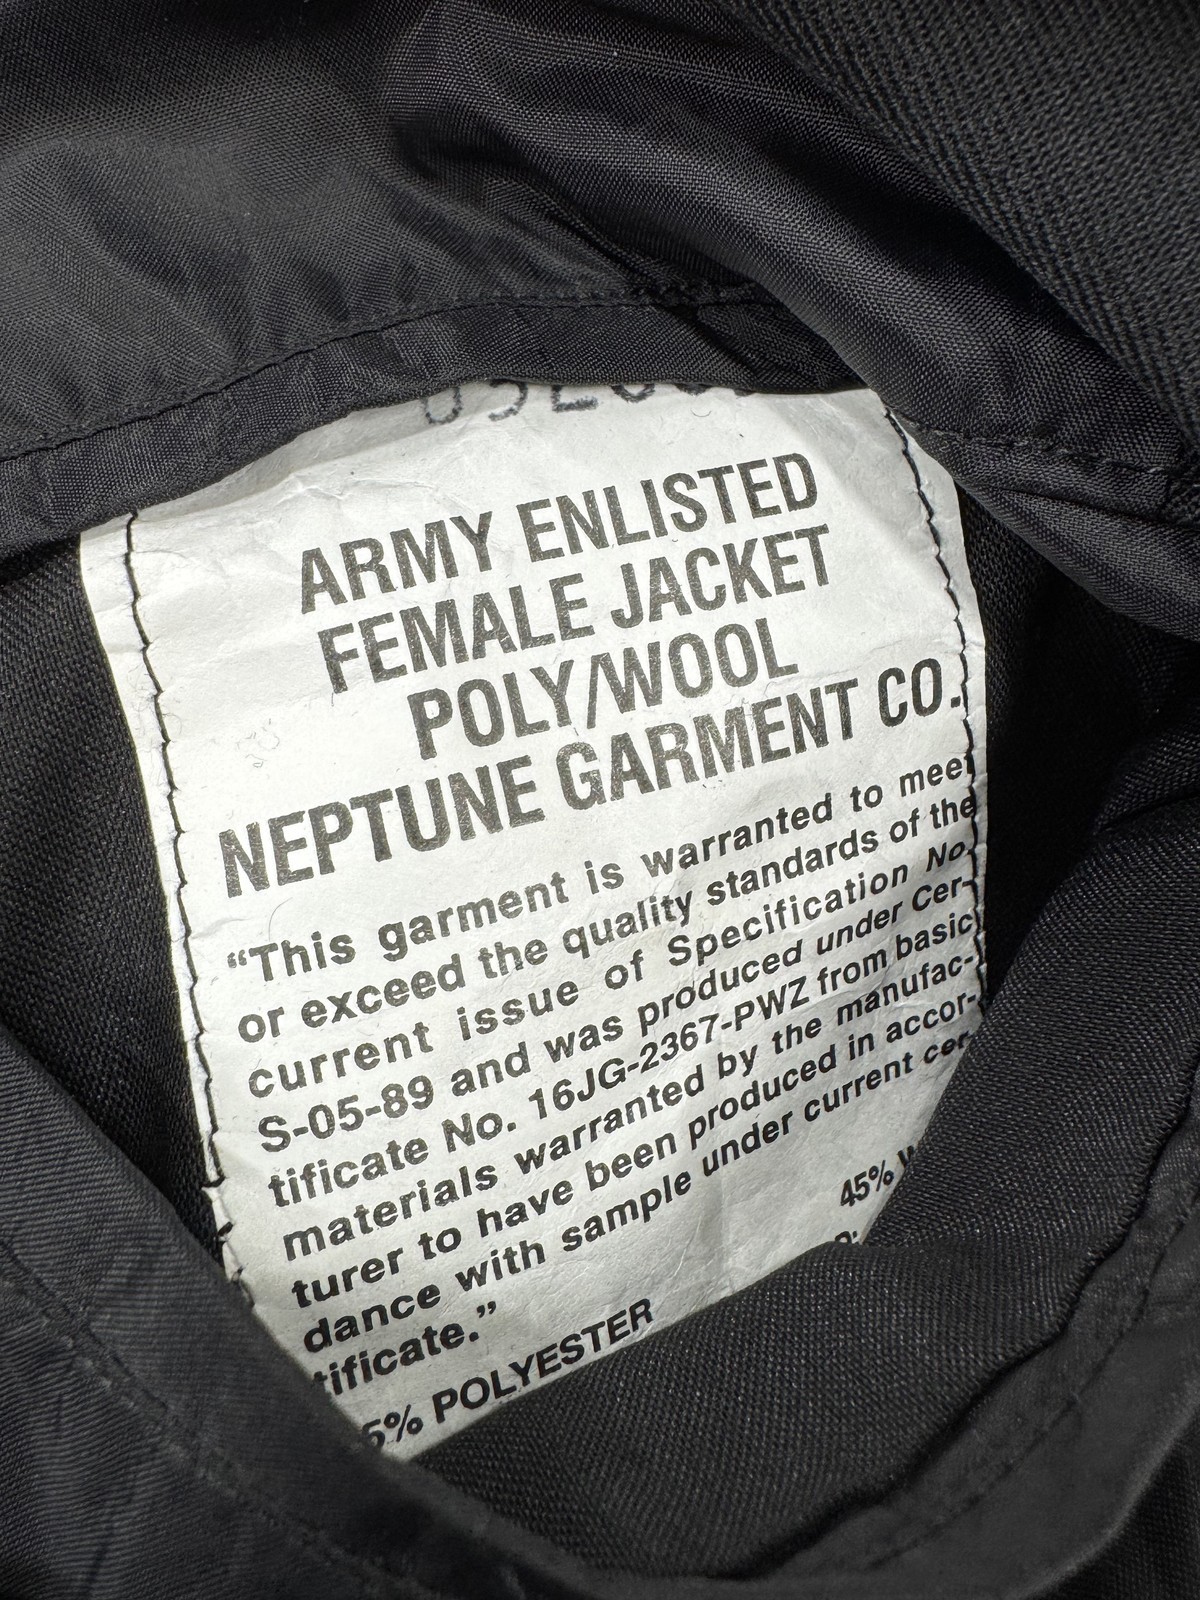 ARMY ENLISTED
FEMALE JACKET
POLY/WOOL
NEPTUNE GARMENT CO.
“This garment is warranted to meet
or exceed the quality standards of the
current issue of Specification No.
S-05-89 and was produced under Cer-
tificate No. 16JG-2367-PWZ from basic
materials warranted by the manufac-
turer to have been produced in accor-
dance with sample under current cer-
tificate.”
5% POLYESTER 45%